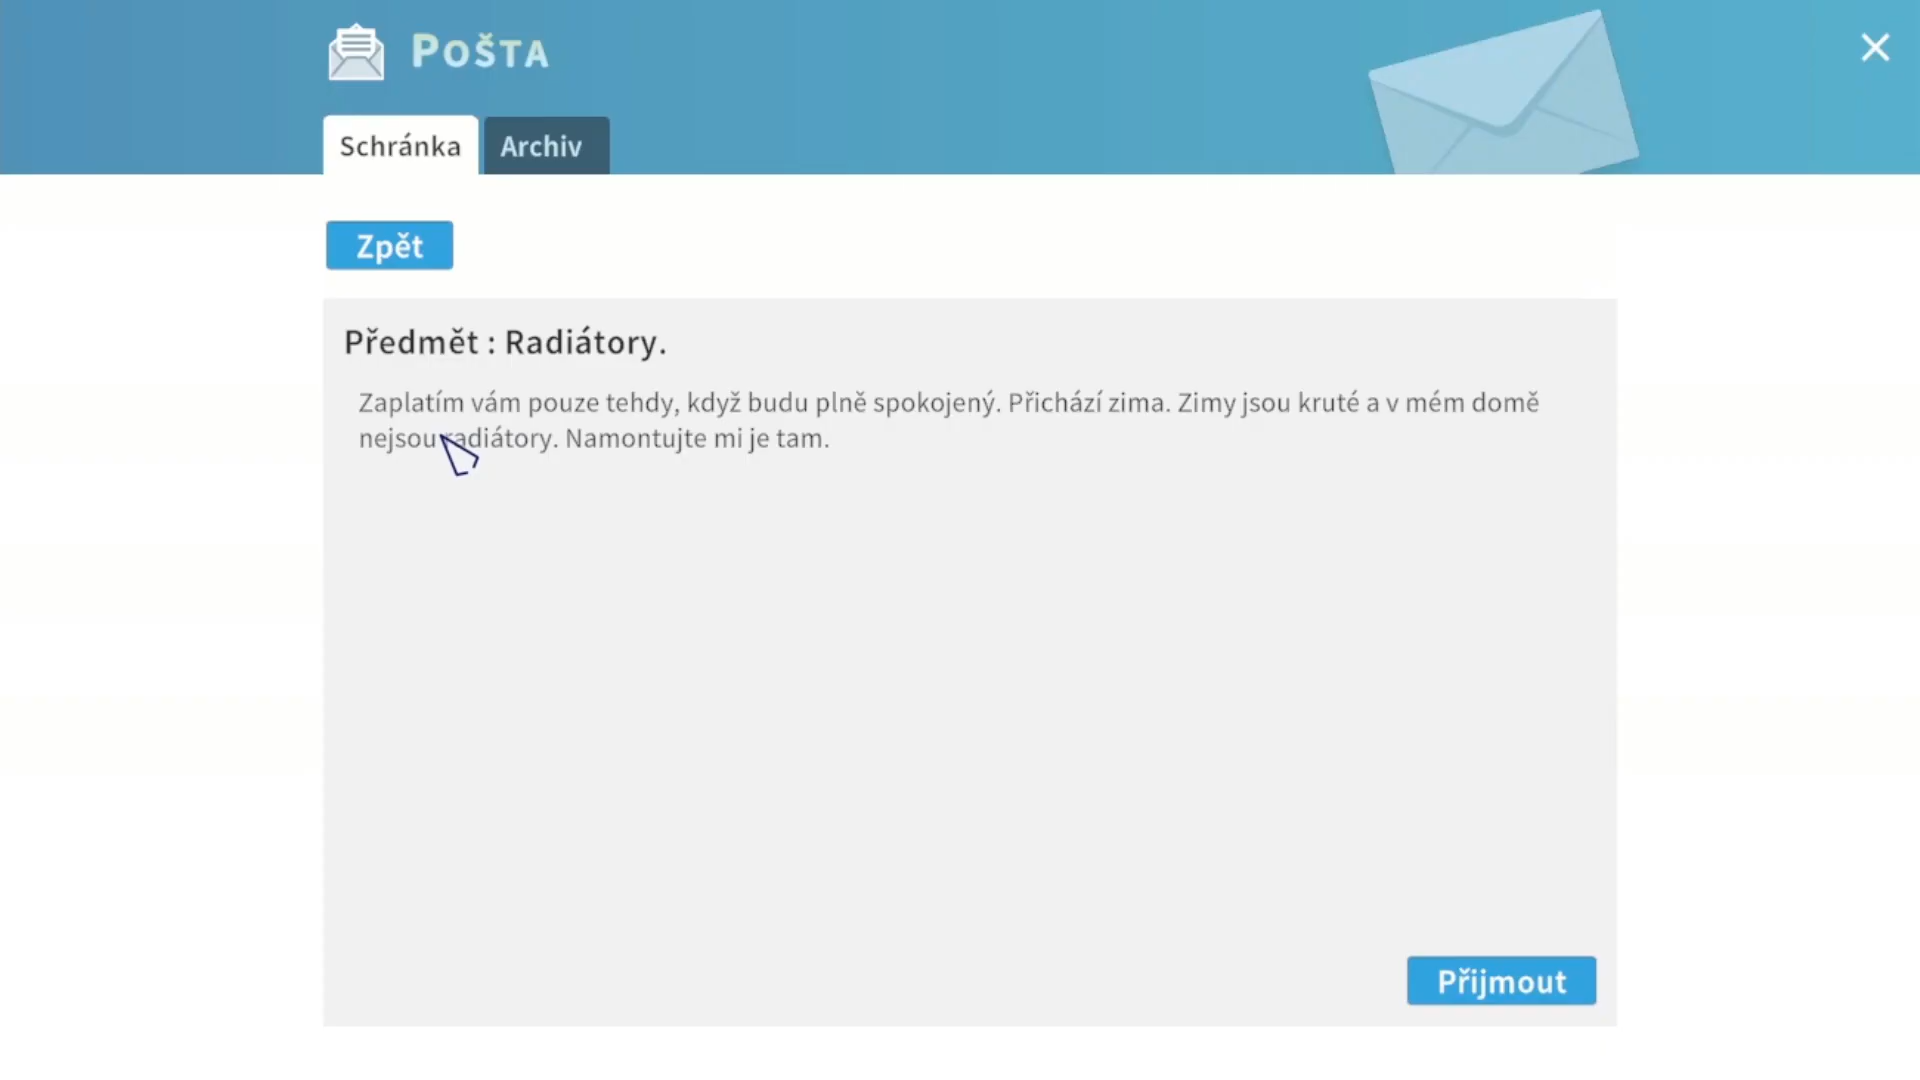 Pošta
Schránka
Archiv
Zpět
Předmět : Radiátory.
Zaplatím vám pouze tehdy, když budu plně spokojený. Přichází zima. Zimy jsou kruté a v mém domě
nejsou radiátory. Namontujte mi je tam.
Přijmout